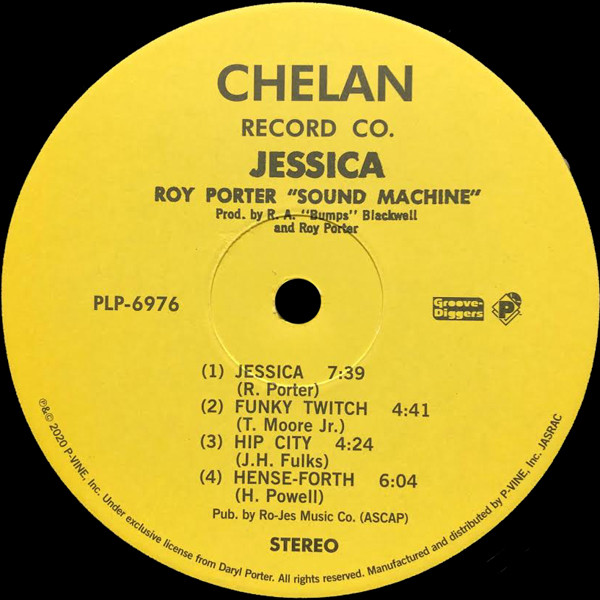 CHELAN
RECORD CO.
JESSICA
ROY PORTER "SOUND MACHINE"
Prod. by R. A. "Bumps" Blackwell
and Roy Porter
PLP-6976
Groove-
Diggers
P
(1) JESSICA 7:39
(R. Porter)
(2) FUNKY TWITCH 4:41
(T. Moore Jr.)
(3) HIP CITY 4:24
(J.H. Fulks)
(4) HENSE-FORTH 6:04
(H. Powell)
Pub. by Ro-Jes Music Co. (ASCAP)
STEREO
℗&© 2020 P-VINE, Inc. Under exclusive license from Daryl Porter. All rights reserved. Manufactured and distributed by P-VINE, Inc. JASRAC